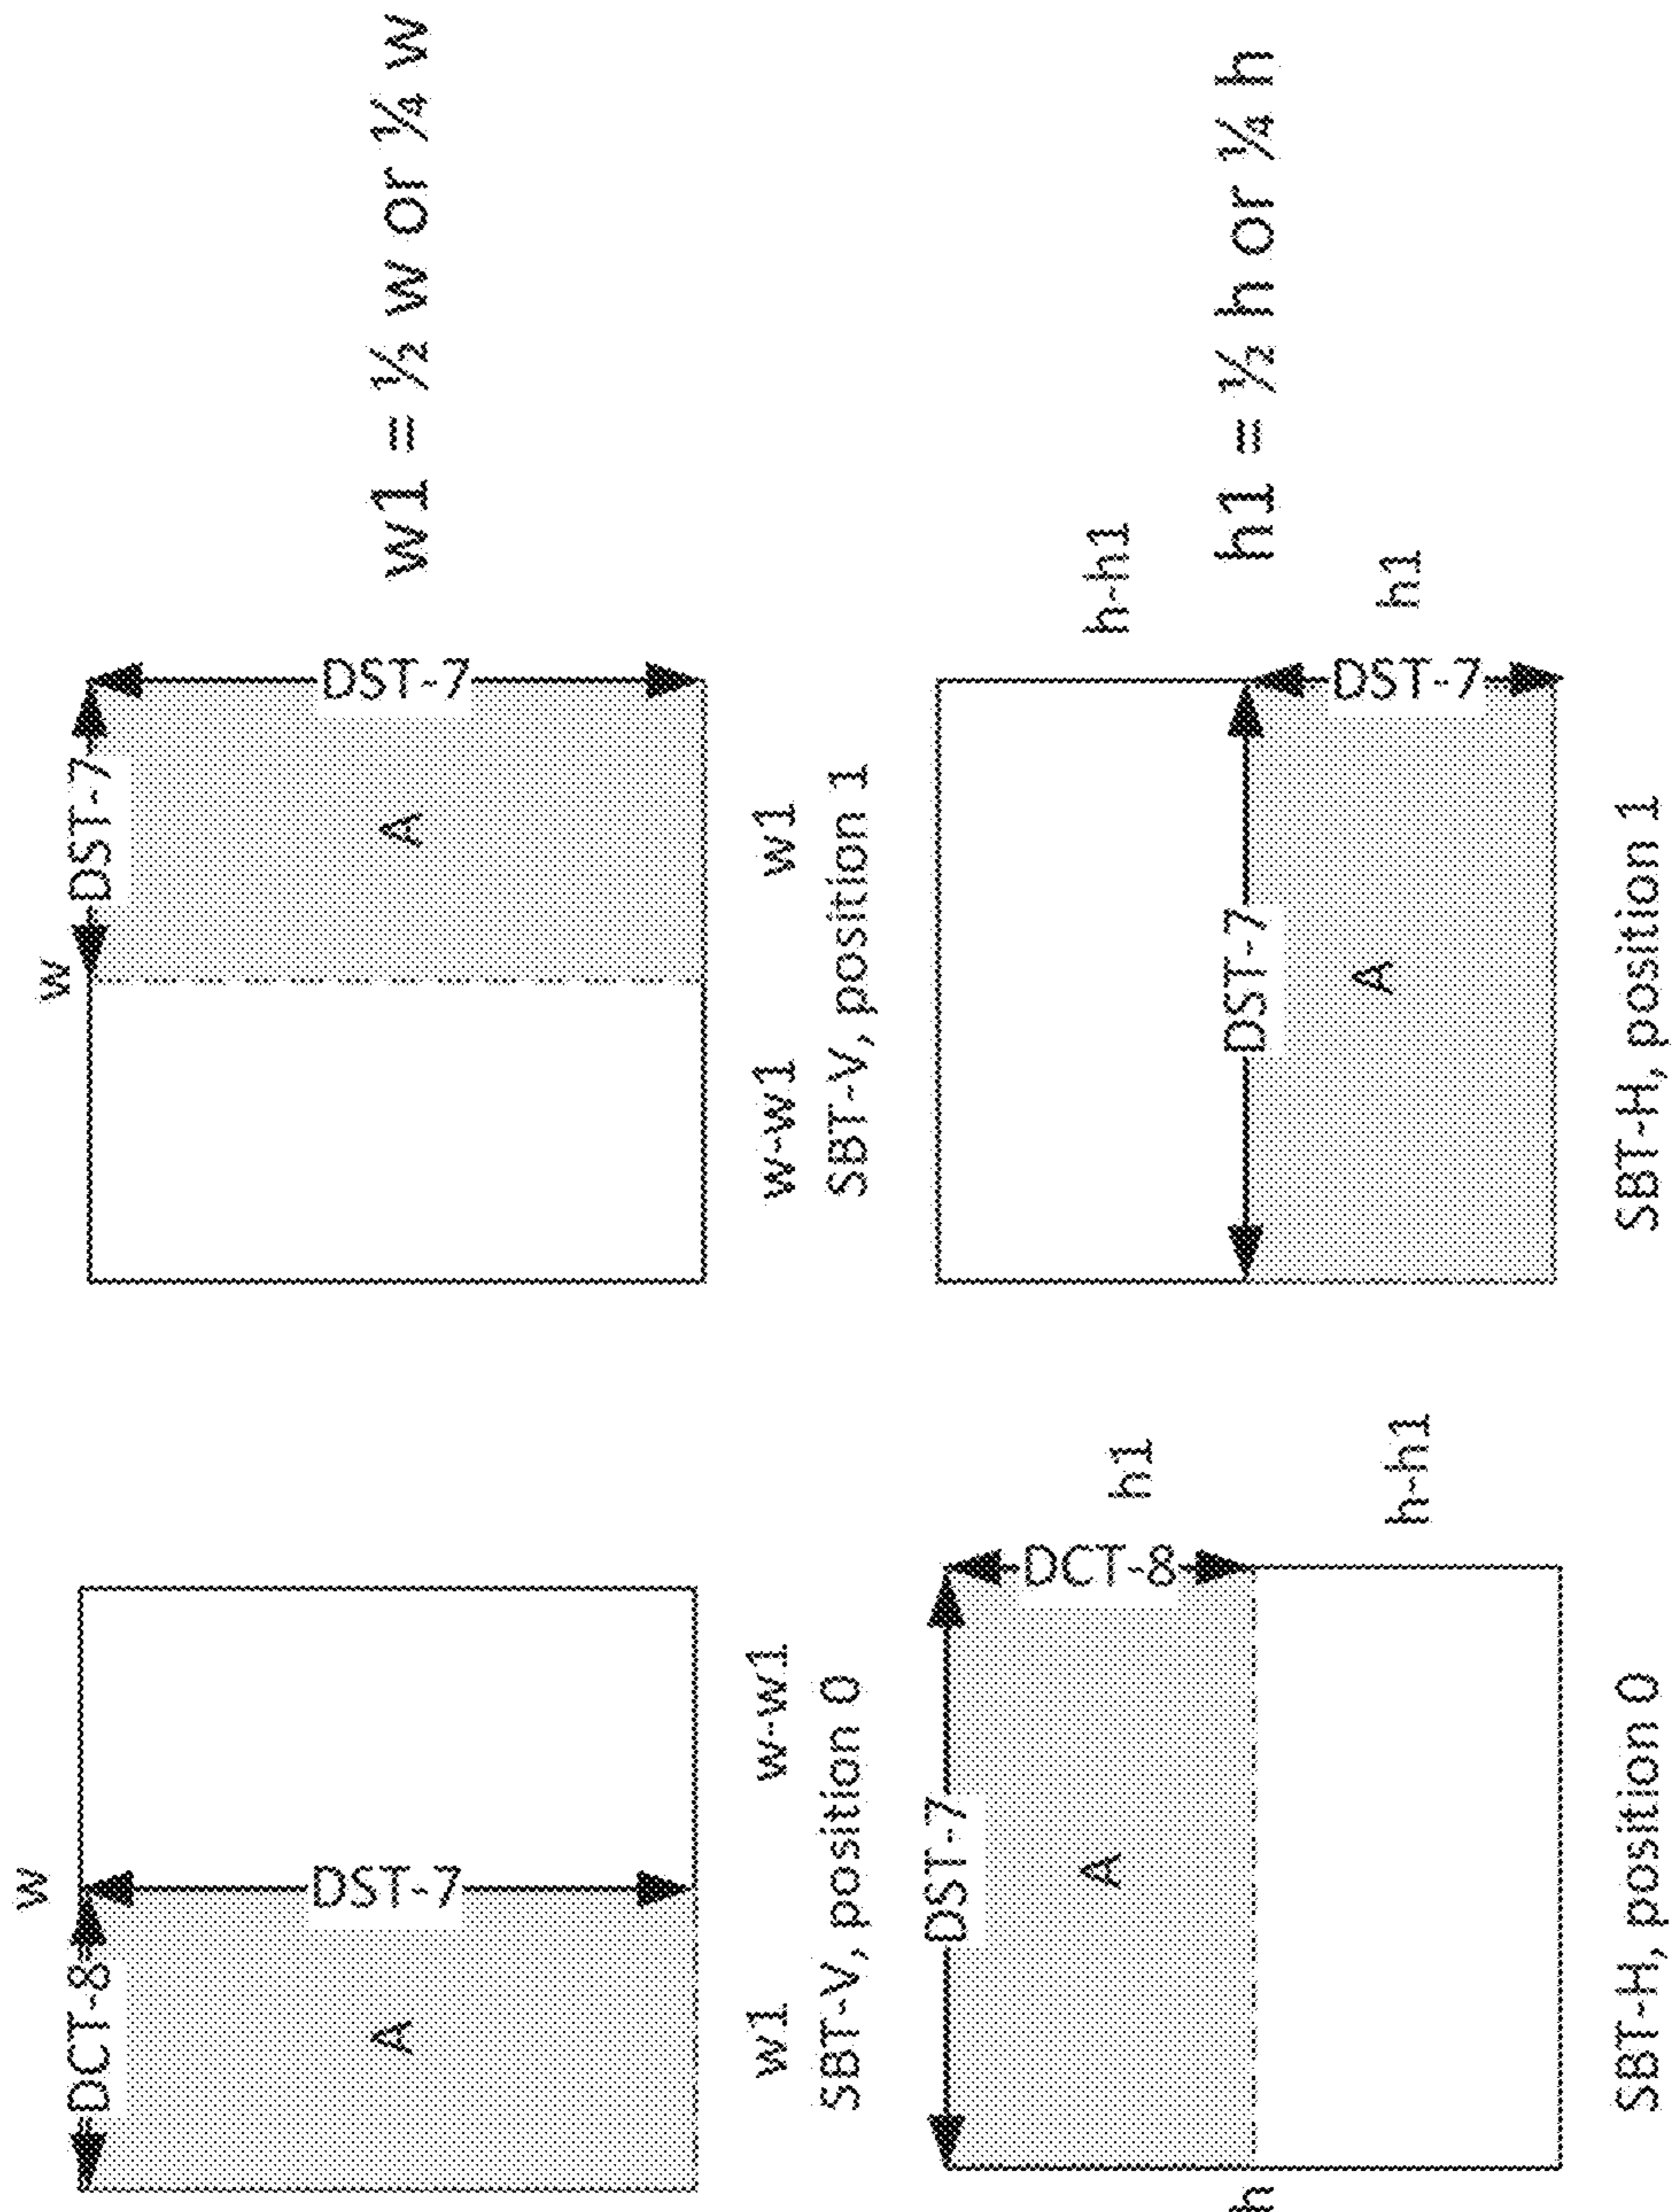 w
DCT-8
DST-7
A
w1 w-w1
SBT-V, position 0
w
DST-7
DST-7
A
w-w1 w1
SBT-V, position 1
w1 = ½ w or ¼ w
h
DST-7
DCT-8
A
h1
h-h1
SBT-H, position 0
DST-7
DST-7
A
h-h1
h1
SBT-H, position 1
h1 = ½ h or ¼ h